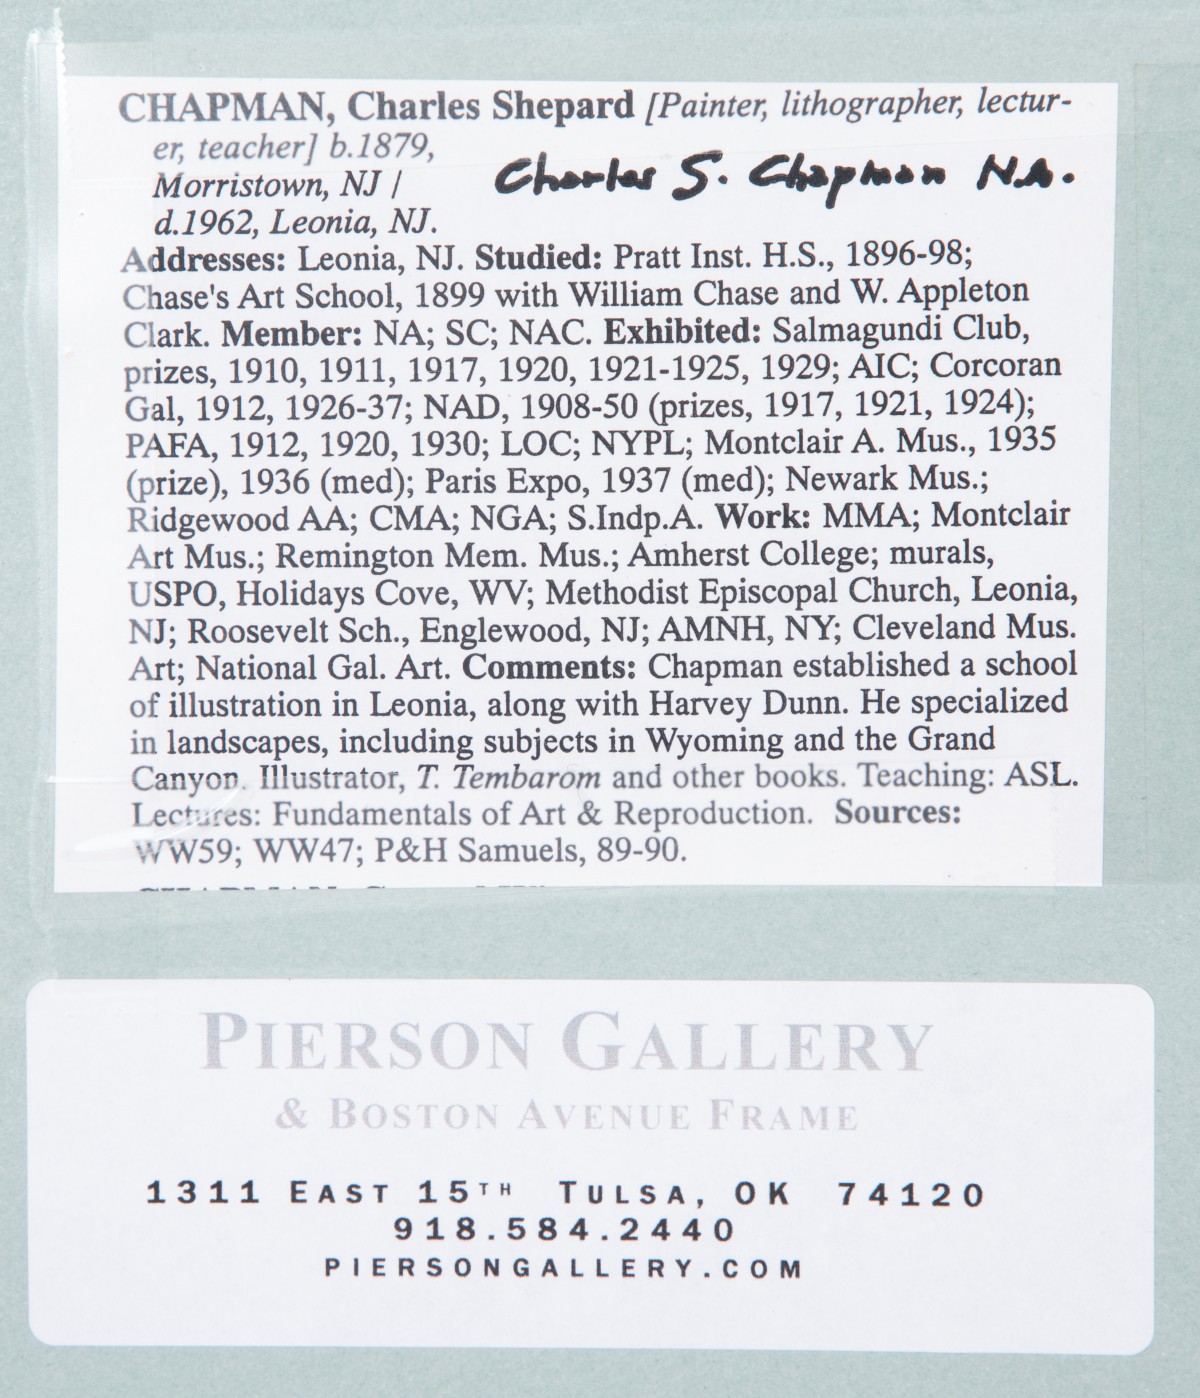 CHAPMAN, Charles Shepard [Painter, lithographer, lectur-
er, teacher] b.1879,
Morristown, NJ /
Charles S. Chapman N.A.
d.1962, Leonia, NJ.
Addresses: Leonia, NJ. Studied: Pratt Inst. H.S., 1896-98;
Chase's Art School, 1899 with William Chase and W. Appleton
Clark. Member: NA; SC; NAC. Exhibited: Salmagundi Club,
prizes, 1910, 1911, 1917, 1920, 1921-1925, 1929; AIC; Corcoran
Gal, 1912, 1926-37; NAD, 1908-50 (prizes, 1917, 1921, 1924);
PAFA, 1912, 1920, 1930; LOC; NYPL; Montclair A. Mus., 1935
(prize), 1936 (med); Paris Expo, 1937 (med); Newark Mus.;
Ridgewood AA; CMA; NGA; S.Indp.A. Work: MMA; Montclair
Art Mus.; Remington Mem. Mus.; Amherst College; murals,
USPO, Holidays Cove, WV; Methodist Episcopal Church, Leonia,
NJ; Roosevelt Sch., Englewood, NJ; AMNH, NY; Cleveland Mus.
Art; National Gal. Art. Comments: Chapman established a school
of illustration in Leonia, along with Harvey Dunn. He specialized
in landscapes, including subjects in Wyoming and the Grand
Canyon. Illustrator, T. Tembarom and other books. Teaching: ASL.
Lectures: Fundamentals of Art & Reproduction. Sources:
WW59; WW47; P&H Samuels, 89-90.
PIERSON GALLERY
& BOSTON AVENUE FRAME
1311 EAST 15TH TULSA, OK 74120
918.584.2440
PIERSONGALLERY.COM